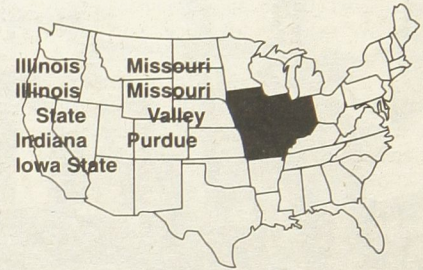 Illinois
Illinois
State
Indiana
Iowa State
Missouri
Missouri
Valley
Purdue